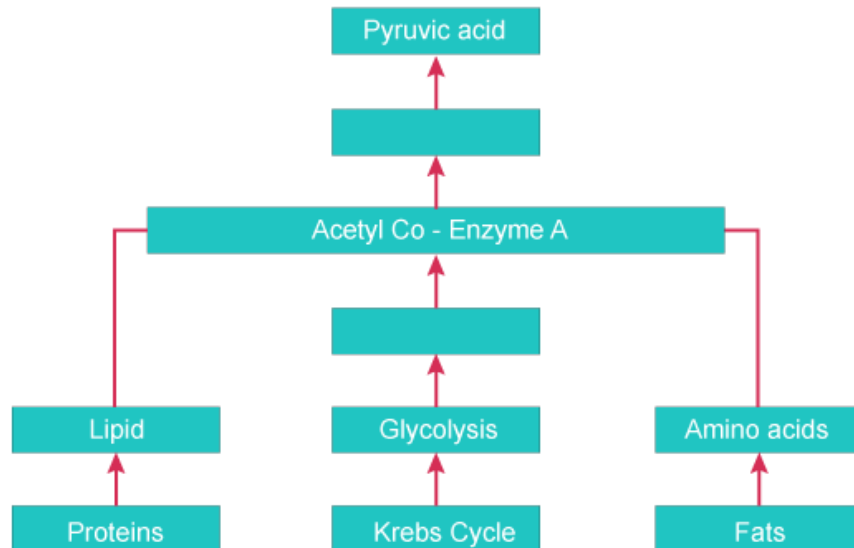 Pyruvic acid
Acetyl Co - Enzyme A
Lipid
Glycolysis
Amino acids
Proteins
Krebs Cycle
Fats